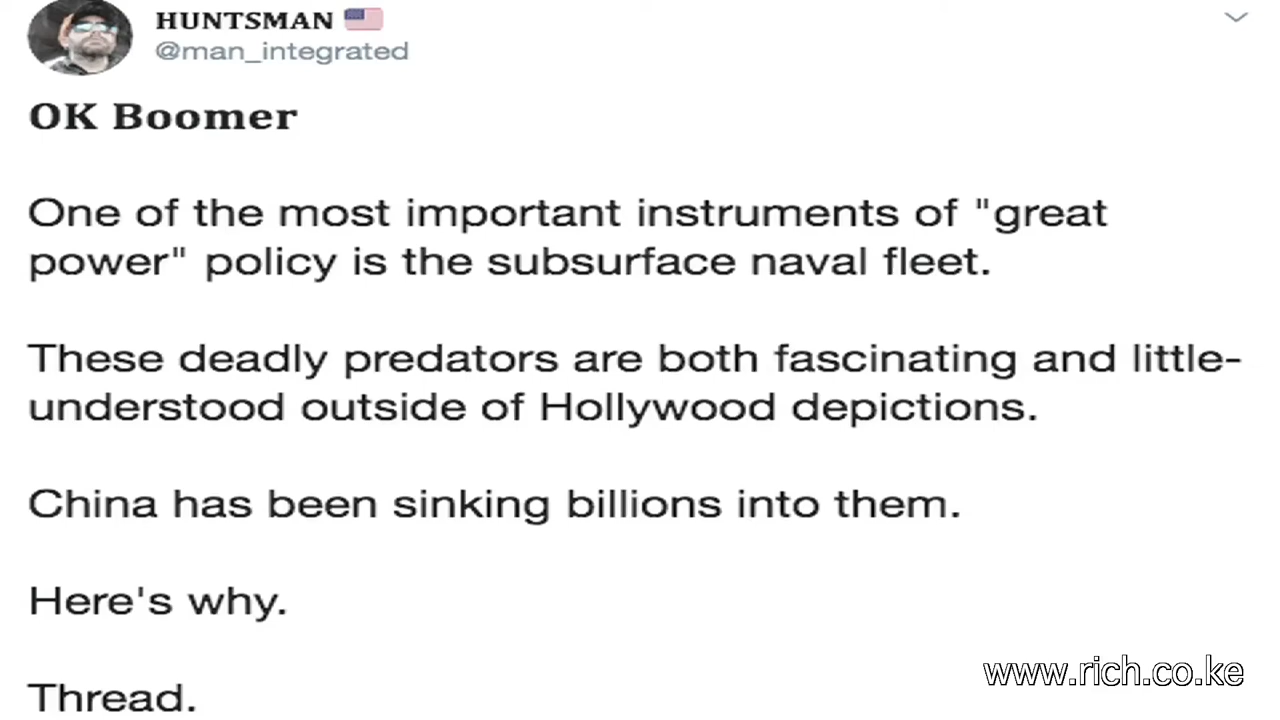 HUNTSMAN
@man_integrated
OK Boomer
One of the most important instruments of "great
power" policy is the subsurface naval fleet.
These deadly predators are both fascinating and little-
understood outside of Hollywood depictions.
China has been sinking billions into them.
Here's why.
Thread.
www.rich.co.ke